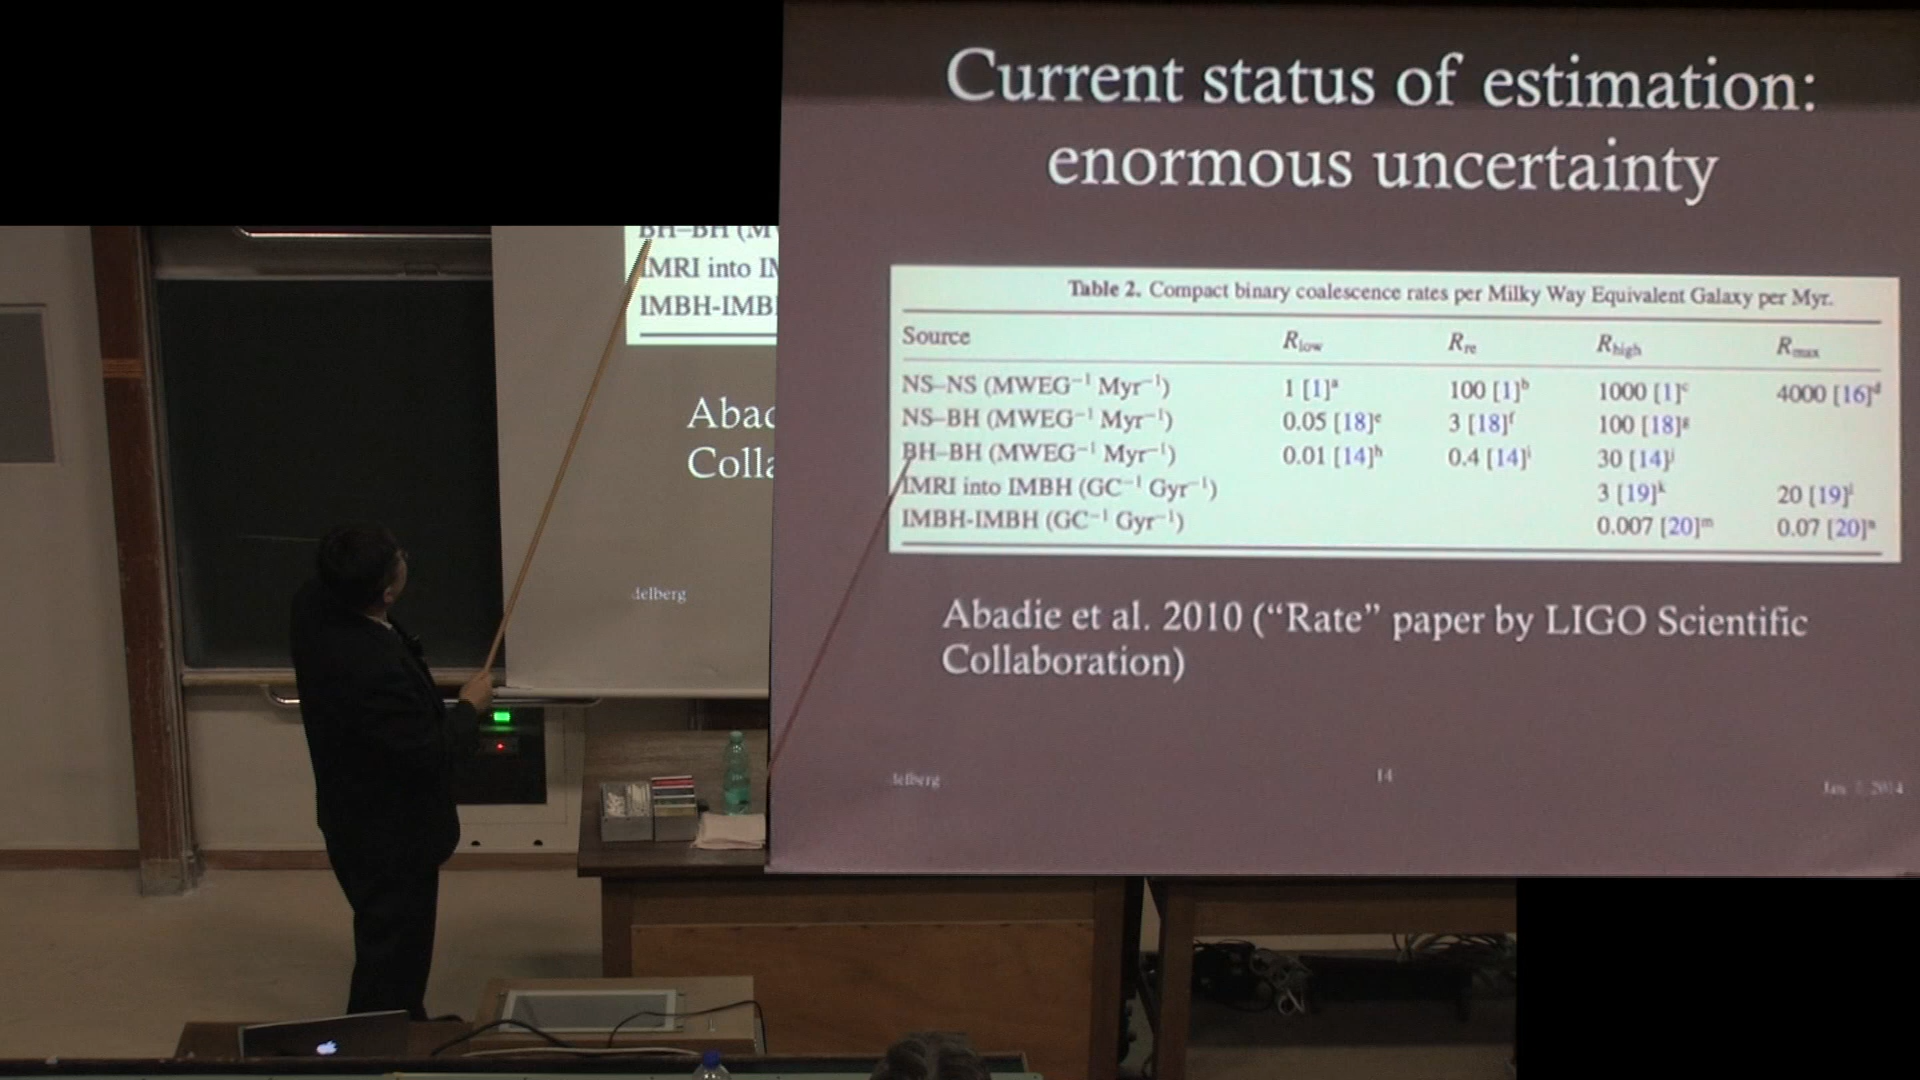 Current status of estimation:
enormous uncertainty
Table 2. Compact binary coalescence rates per Milky Way Equivalent Galaxy per Myr.
Source R_low R_re R_high R_max
NS–NS (MWEG⁻¹ Myr⁻¹) 1 [1]ᵃ 100 [1]ᵇ 1000 [1]ᶜ 4000 [16]ᵈ
NS–BH (MWEG⁻¹ Myr⁻¹) 0.05 [18]ᵉ 3 [18]ᶠ 100 [18]ᵍ
BH–BH (MWEG⁻¹ Myr⁻¹) 0.01 [14]ʰ 0.4 [14]ⁱ 30 [14]ʲ
IMRI into IMBH (GC⁻¹ Gyr⁻¹) 3 [19]ᵏ 20 [19]ˡ
IMBH-IMBH (GC⁻¹ Gyr⁻¹) 0.007 [20]ᵐ 0.07 [20]ⁿ
Abadie et al. 2010 (“Rate” paper by LIGO Scientific
Collaboration)
delberg 14 2014
BH–BH (M
IMRI into IM
IMBH-IMB
Abad
Colla
delberg